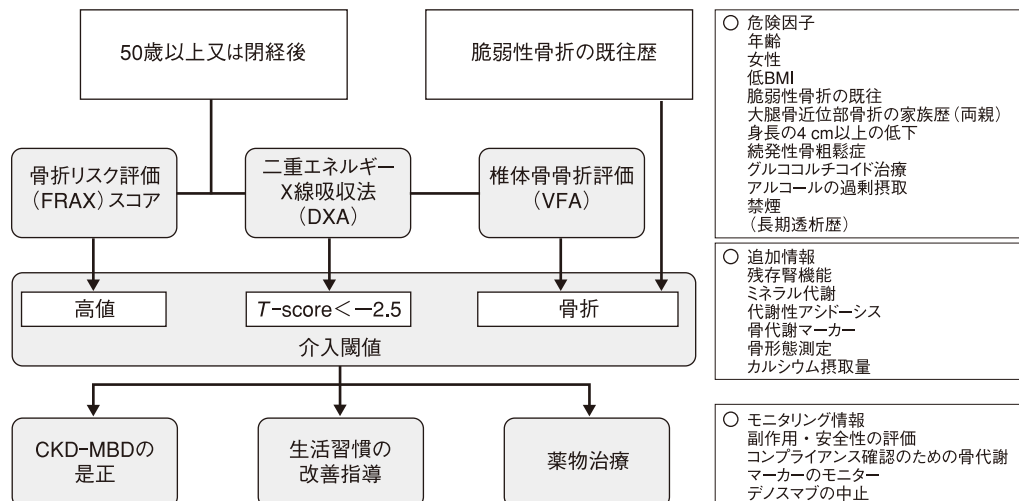 50歳以上又は閉経後
脆弱性骨折の既往歴
骨折リスク評価
（FRAX）スコア
二重エネルギー
X線吸収法
（DXA）
椎体骨骨折評価
（VFA）
高値
T-score＜－2.5
骨折
介入閾値
CKD-MBDの
是正
生活習慣の
改善指導
薬物治療
○ 危険因子
年齢
女性
低BMI
脆弱性骨折の既往
大腿骨近位部骨折の家族歴（両親）
身長の4 cm以上の低下
続発性骨粗鬆症
グルココルチコイド治療
アルコールの過剰摂取
禁煙
（長期透析歴）
○ 追加情報
残存腎機能
ミネラル代謝
代謝性アシドーシス
骨代謝マーカー
骨形態測定
カルシウム摂取量
○ モニタリング情報
副作用・安全性の評価
コンプライアンス確認のための骨代謝
マーカーのモニター
デノスマブの中止